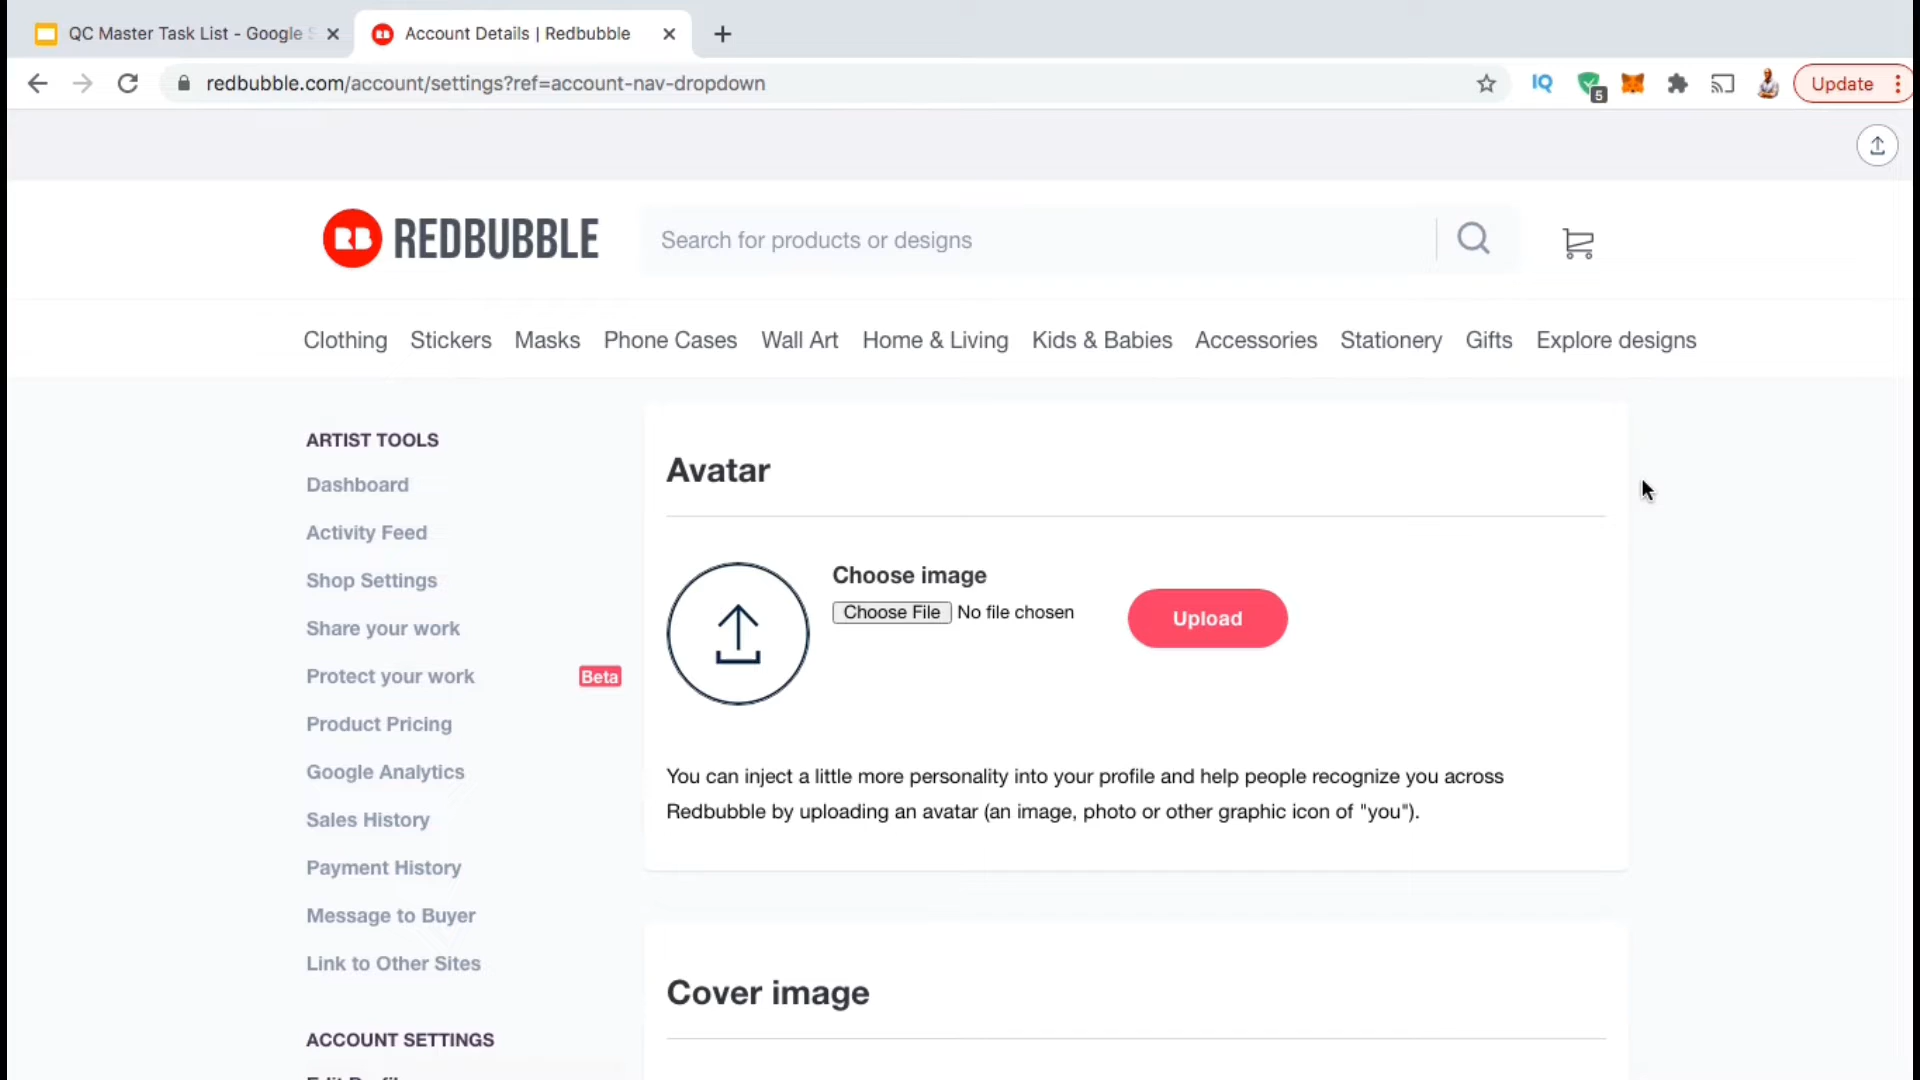 QC Master Task List - Google S
Account Details | Redbubble
redbubble.com/account/settings?ref=account-nav-dropdown
IQ
5
Update
RB REDBUBBLE
Search for products or designs
Clothing Stickers Masks Phone Cases Wall Art Home & Living Kids & Babies Accessories Stationery Gifts Explore designs
ARTIST TOOLS
Dashboard
Activity Feed
Shop Settings
Share your work
Protect your work Beta
Product Pricing
Google Analytics
Sales History
Payment History
Message to Buyer
Link to Other Sites
ACCOUNT SETTINGS
Avatar
Choose image
Choose File No file chosen
Upload
You can inject a little more personality into your profile and help people recognize you across
Redbubble by uploading an avatar (an image, photo or other graphic icon of "you").
Cover image